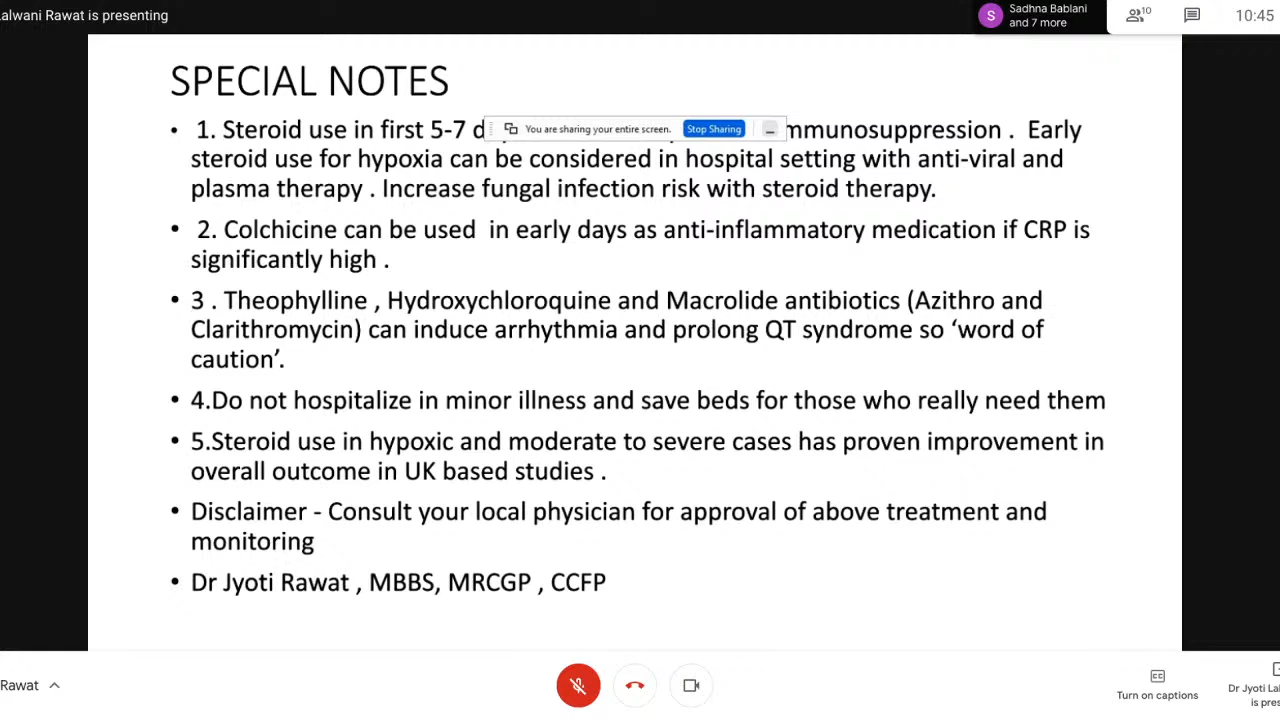 alwani Rawat is presenting
S
Sadhna Bablani
and 7 more
10
10:45
SPECIAL NOTES
• 1. Steroid use in first 5-7 d mmunosuppression . Early
steroid use for hypoxia can be considered in hospital setting with anti-viral and
plasma therapy . Increase fungal infection risk with steroid therapy.
You are sharing your entire screen. Stop Sharing
• 2. Colchicine can be used in early days as anti-inflammatory medication if CRP is
significantly high .
• 3 . Theophylline , Hydroxychloroquine and Macrolide antibiotics (Azithro and
Clarithromycin) can induce arrhythmia and prolong QT syndrome so ‘word of
caution’.
• 4.Do not hospitalize in minor illness and save beds for those who really need them
• 5.Steroid use in hypoxic and moderate to severe cases has proven improvement in
overall outcome in UK based studies .
• Disclaimer - Consult your local physician for approval of above treatment and
monitoring
• Dr Jyoti Rawat , MBBS, MRCGP , CCFP
Rawat
CC
Turn on captions
Dr Jyoti Lal
is pres